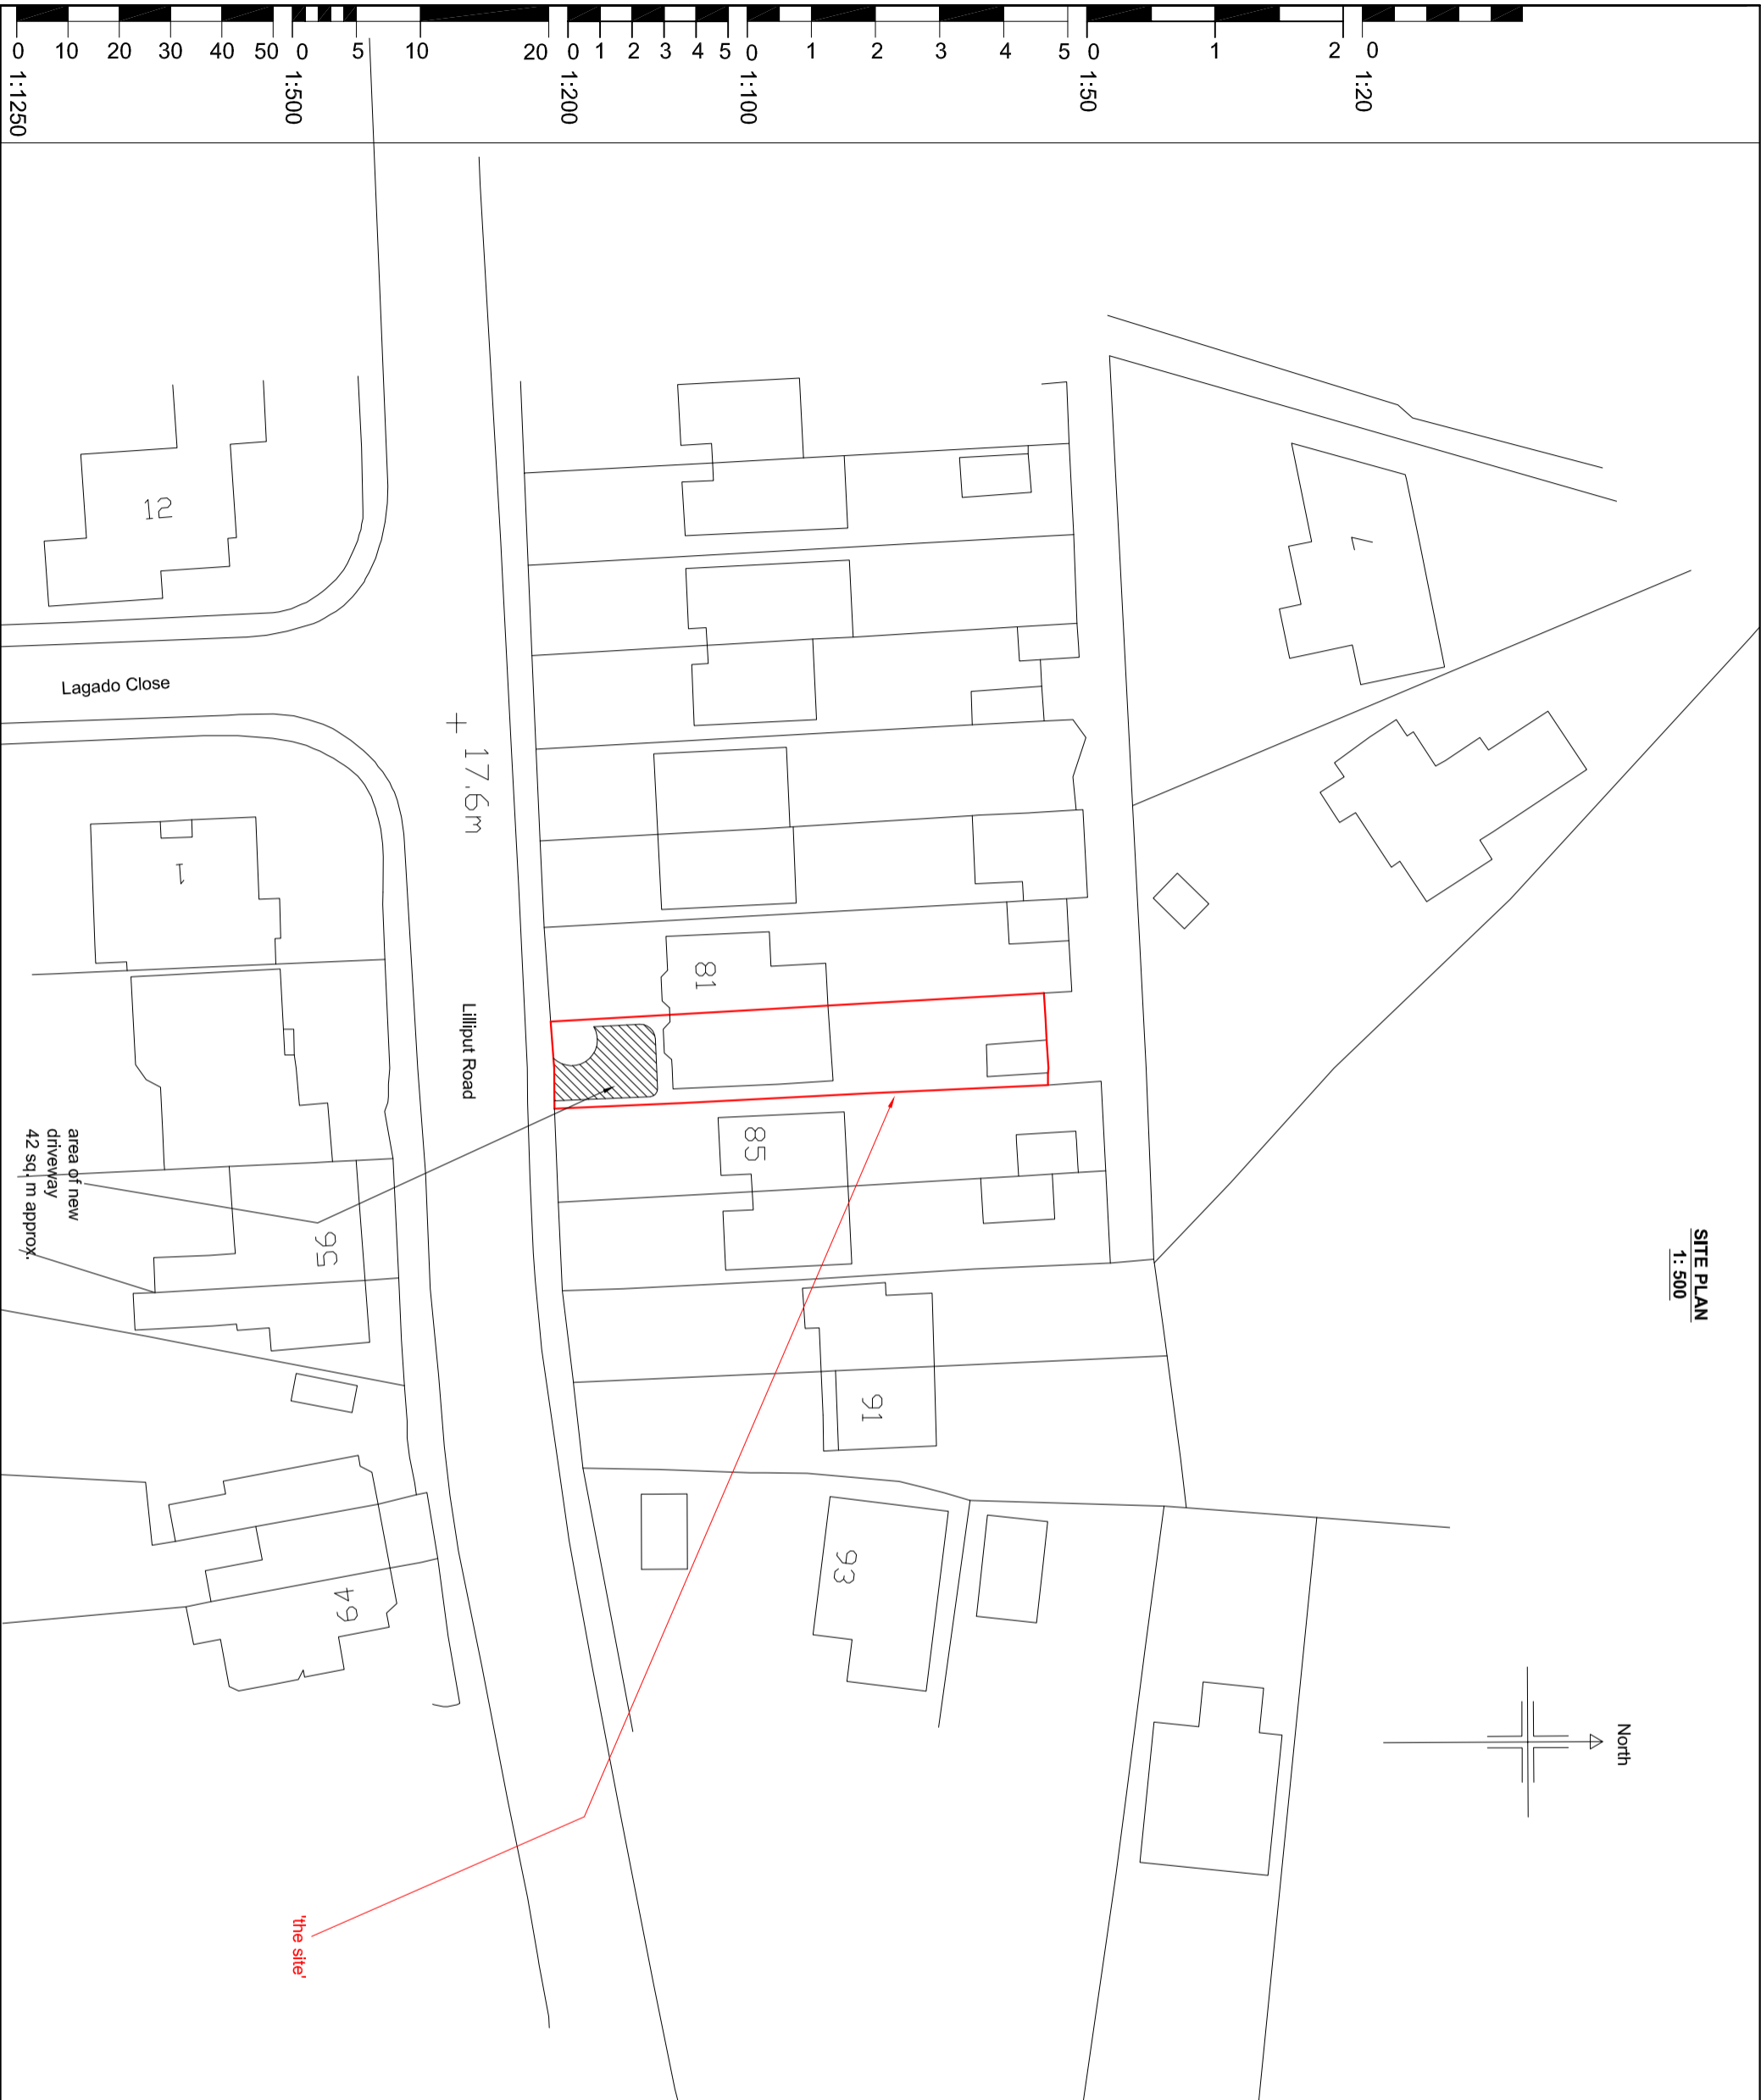 SITE PLAN
1: 500
North
7
12
Lagado Close
17.6m
1
81
Lilliput Road
85
95
91
93
64
area of new
driveway
42 sq. m approx.
'the site'
0 10 20 30 40 50
1:1250
0 5 10 20
1:500
0 1 2 3 4 5
1:200
0 1 2 3 4 5
1:100
0 1 2
1:50
0
1:20